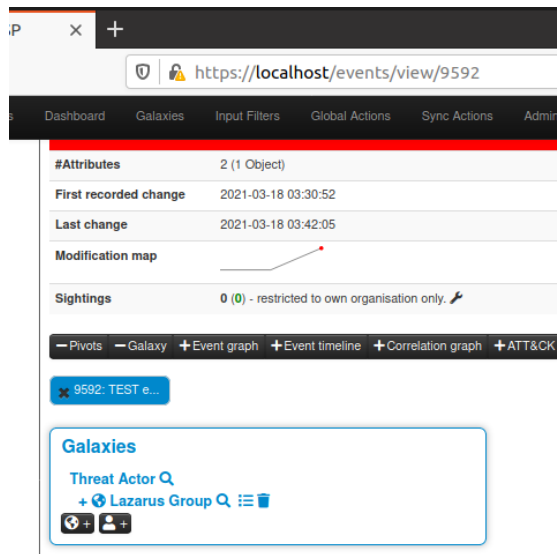 SP
https://localhost/events/view/9592
Dashboard Galaxies Input Filters Global Actions Sync Actions Admin
#Attributes 2 (1 Object)
First recorded change 2021-03-18 03:30:52
Last change 2021-03-18 03:42:05
Modification map
Sightings 0 (0) - restricted to own organisation only.
Pivots Galaxy +Event graph +Event timeline +Correlation graph +ATT&CK
9592: TEST e...
Galaxies
Threat Actor
+ Lazarus Group
+ +